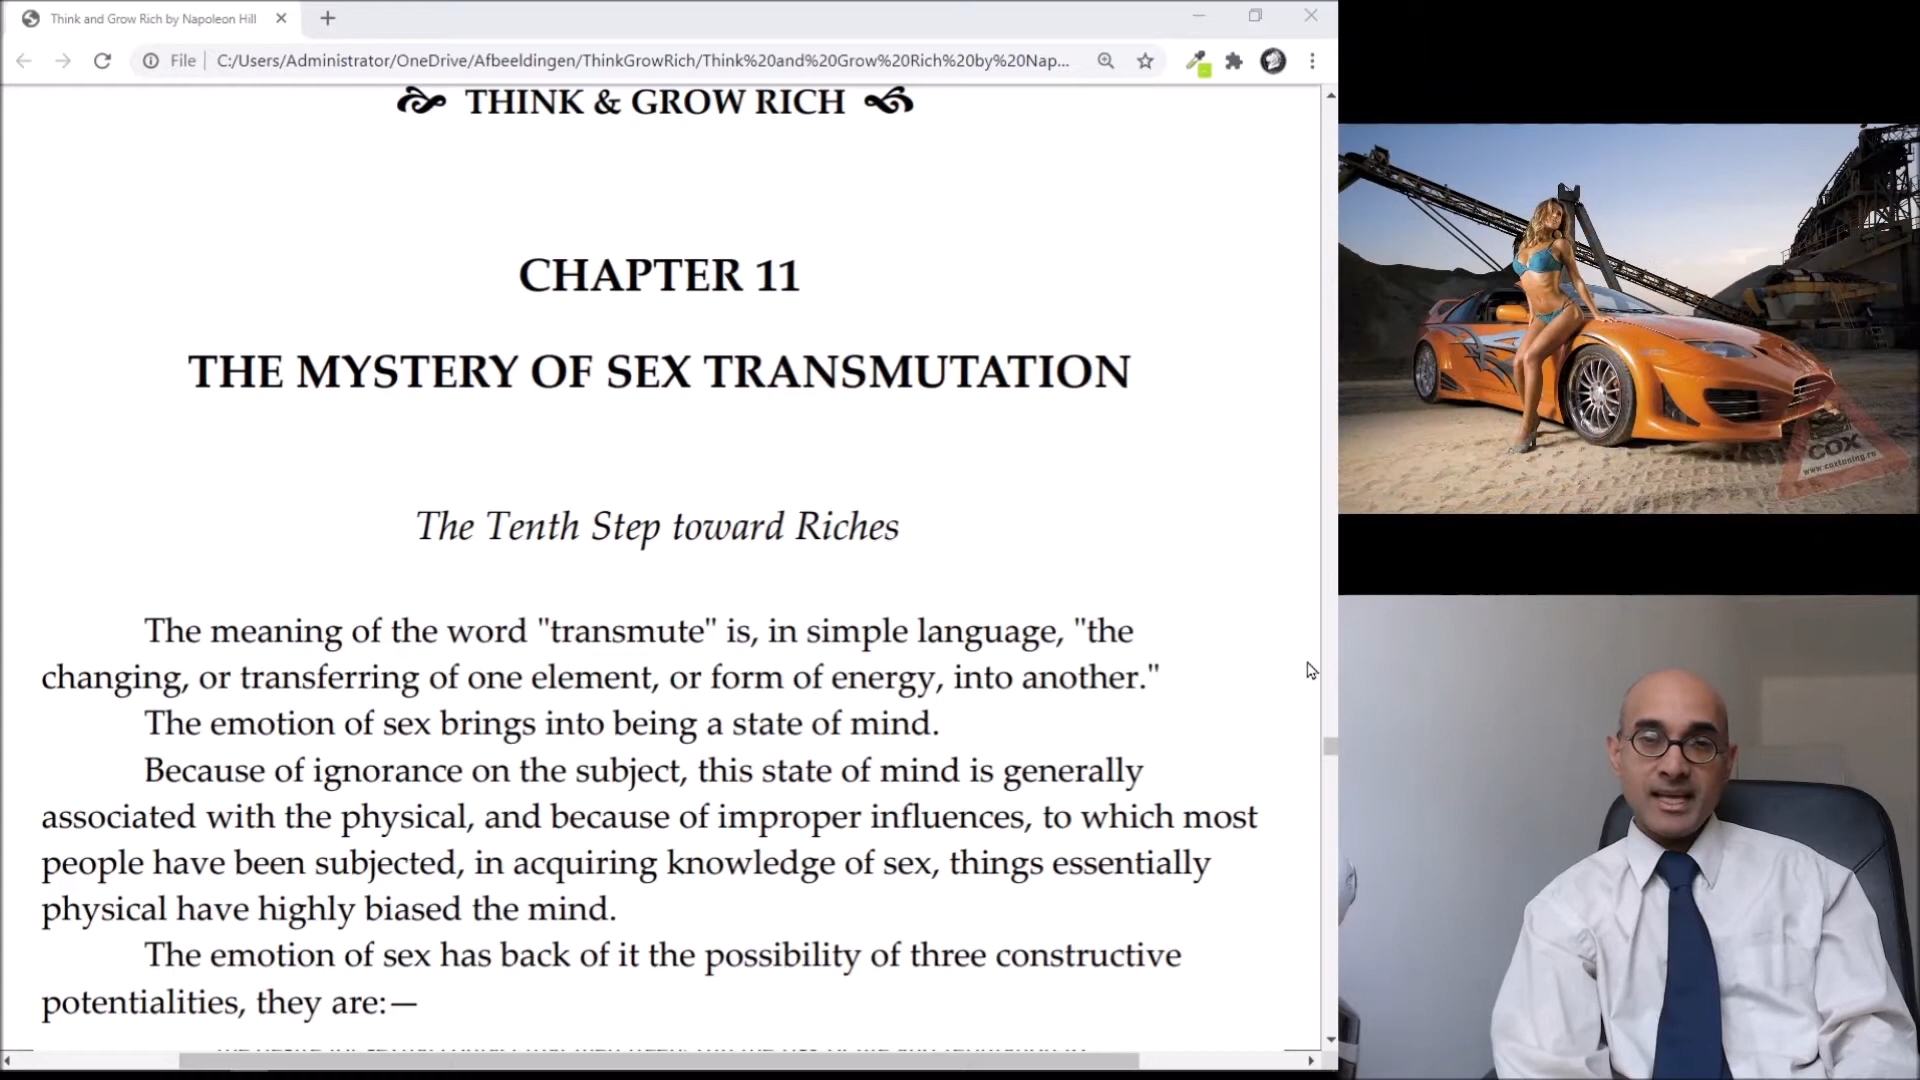 Think and Grow Rich by Napoleon Hill
File
C:/Users/Administrator/OneDrive/Afbeeldingen/ThinkGrowRich/Think%20and%20Grow%20Rich%20by%20Nap...
THINK & GROW RICH
CHAPTER 11
THE MYSTERY OF SEX TRANSMUTATION
The Tenth Step toward Riches
The meaning of the word "transmute" is, in simple language, "the
changing, or transferring of one element, or form of energy, into another."
The emotion of sex brings into being a state of mind.
Because of ignorance on the subject, this state of mind is generally
associated with the physical, and because of improper influences, to which most
people have been subjected, in acquiring knowledge of sex, things essentially
physical have highly biased the mind.
The emotion of sex has back of it the possibility of three constructive
potentialities, they are:—
COX
www.coxtuning.ru